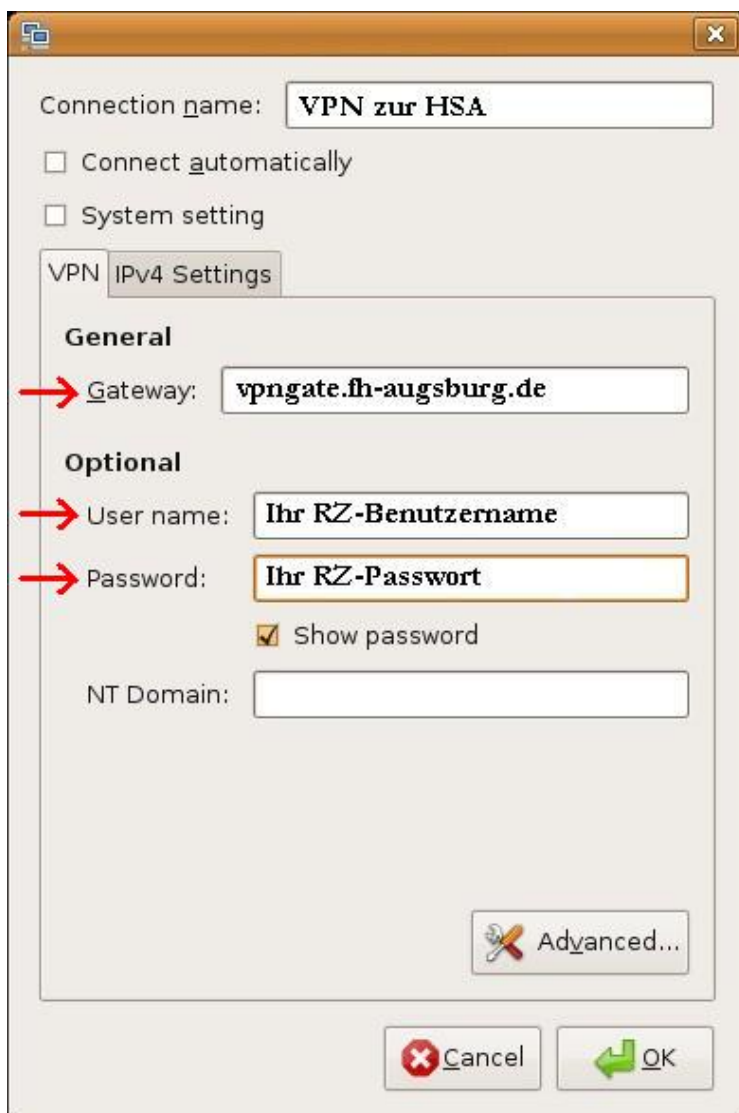 Connection name: VPN zur HSA
Connect automatically
System setting
VPN IPv4 Settings
General
Gateway: vpngate.fh-augsburg.de
Optional
User name: Ihr RZ-Benutzername
Password: Ihr RZ-Passwort
Show password
NT Domain:
Advanced...
Cancel OK